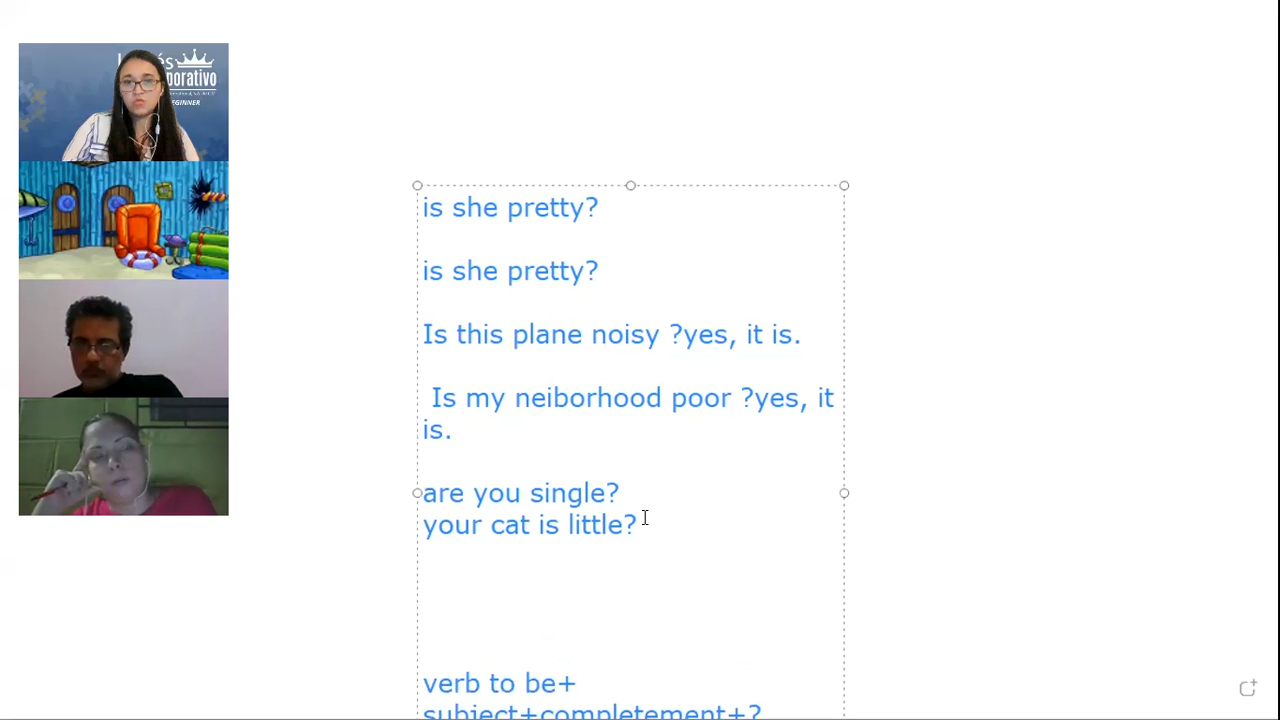 is she pretty?
is she pretty?
Is this plane noisy ?yes, it is.
Is my neiborhood poor ?yes, it
is.
are you single?
your cat is little?
verb to be+
subject+completement+?